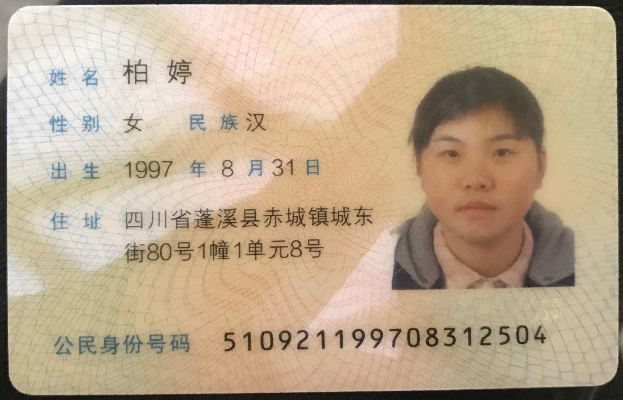 姓名 柏婷
性别 女 民族 汉
出生 1997 年 8 月 31 日
住址 四川省蓬溪县赤城镇城东
街80号1幢1单元8号
公民身份号码 510921199708312504